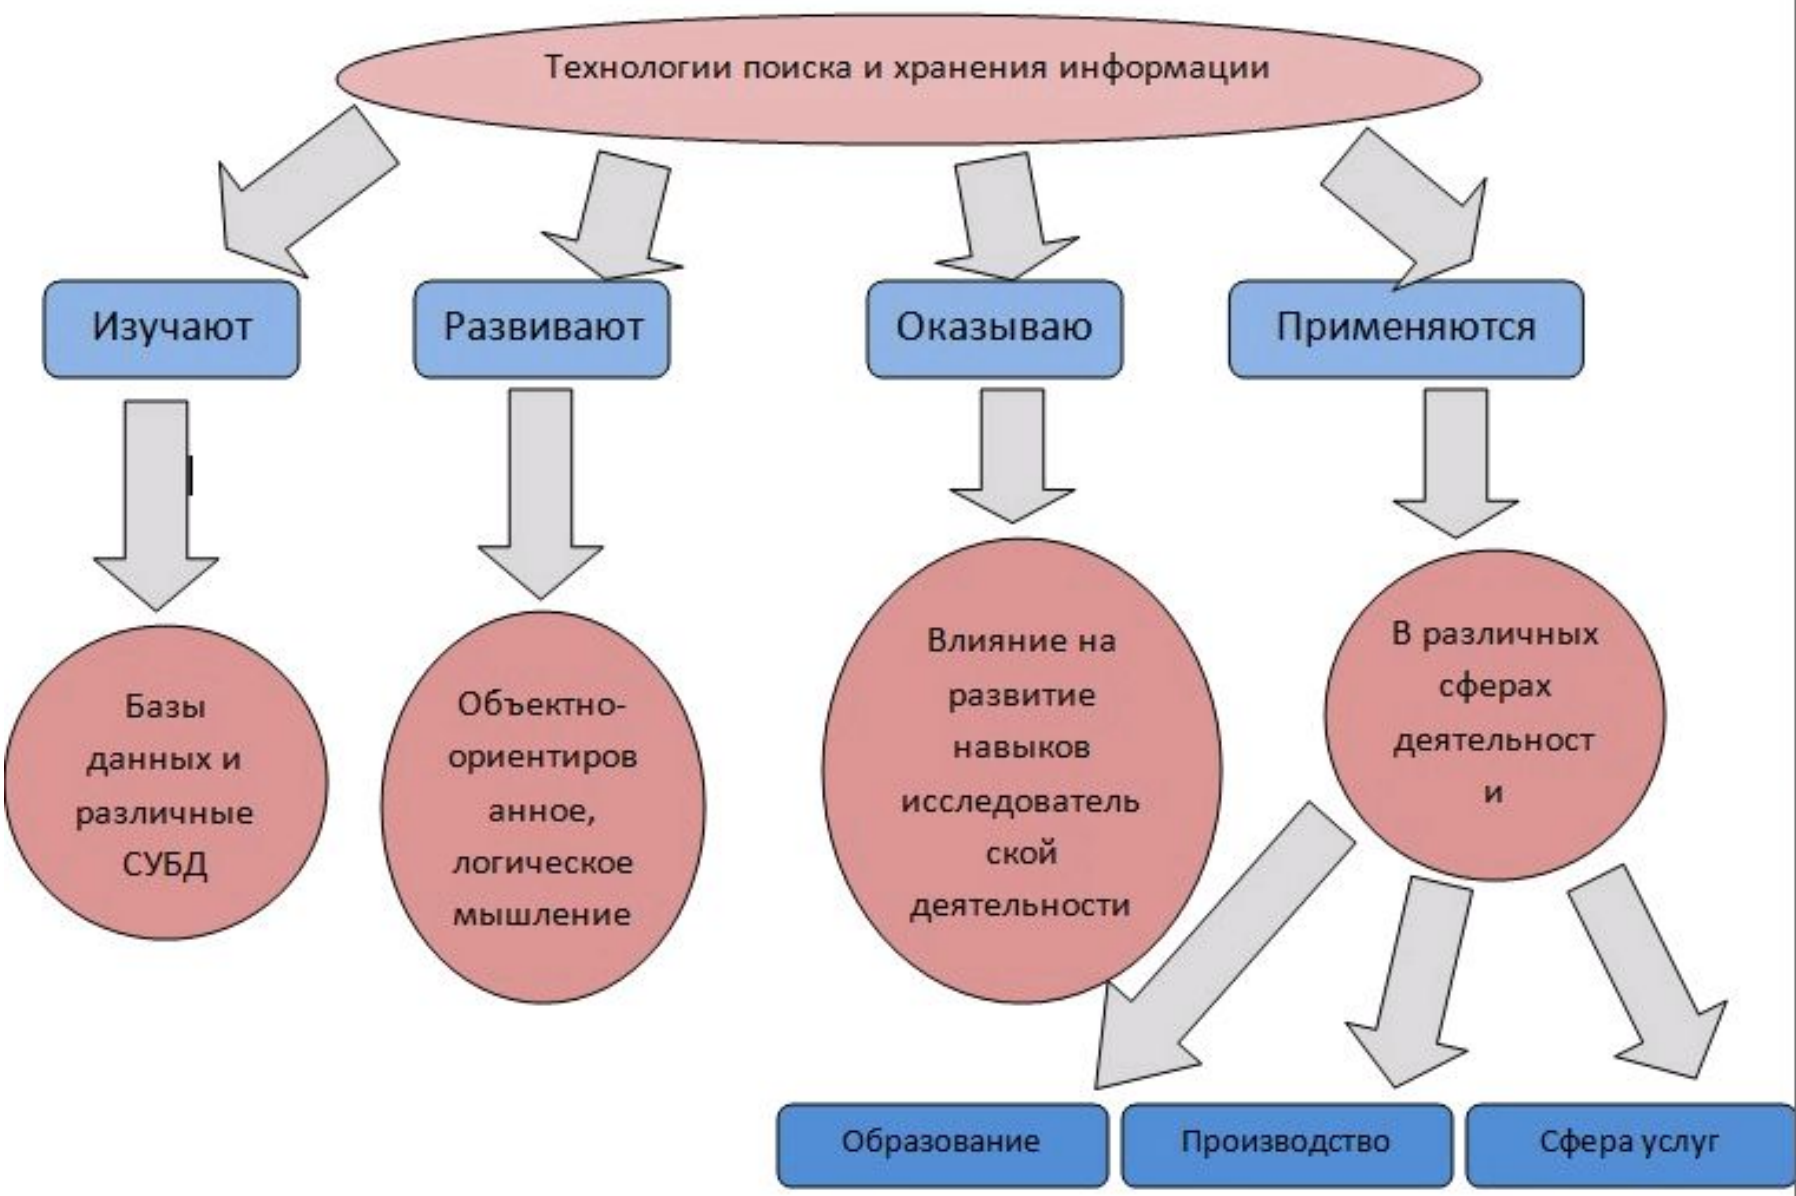 Технологии поиска и хранения информации
Изучают
Развивают
Оказываю
Применяются
Базы
данных и
различные
СУБД
Объектно-
ориентиров
анное,
логическое
мышление
Влияние на
развитие
навыков
исследователь
ской
деятельности
В различных
сферах
деятельност
и
Образование
Производство
Сфера услуг